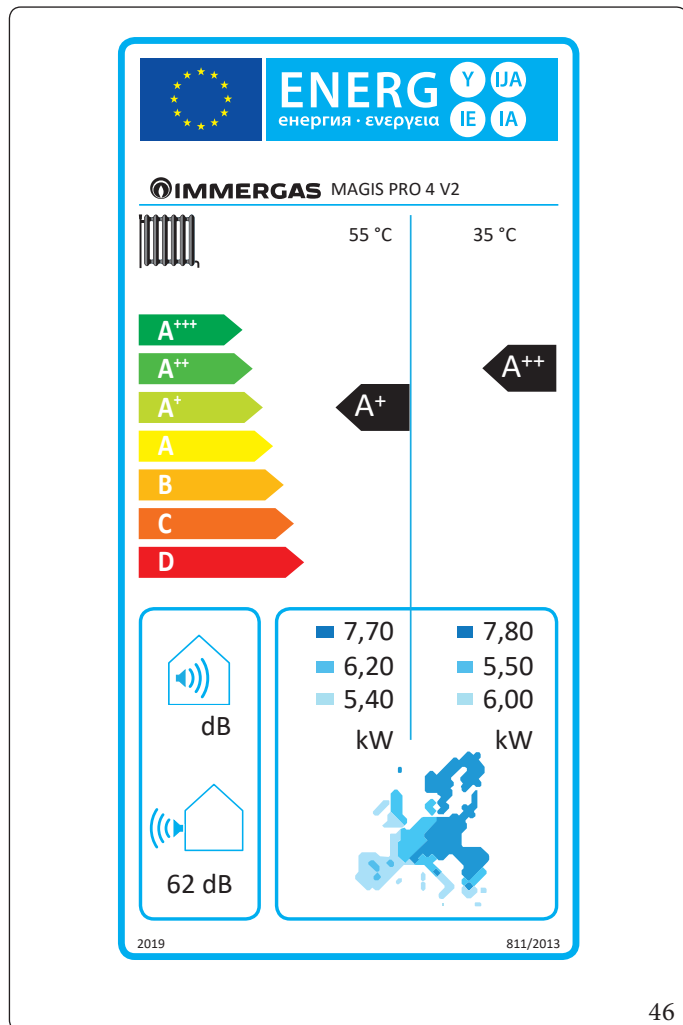 ENERG Y IJA
енергия · ενεργεια IE IA
IMMERGAS MAGIS PRO 4 V2
55 °C 35 °C
A+++
A++ A++
A+ A+
A
B
C
D
7,70 7,80
6,20 5,50
5,40 6,00
dB kW kW
62 dB
2019 811/2013
46